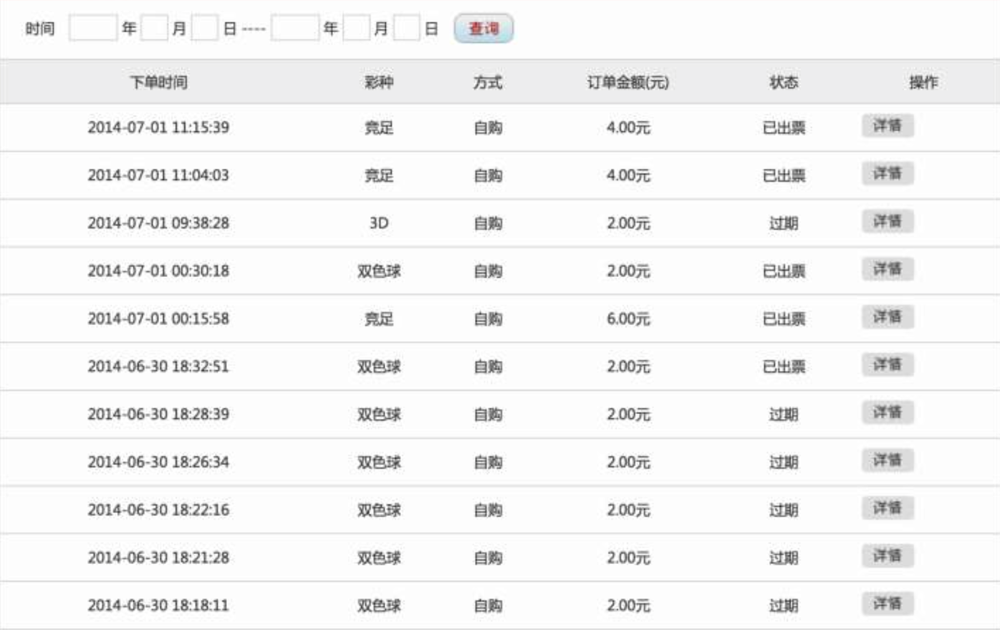 时间 年 月 日 ---- 年 月 日 查询
下单时间 彩种 方式 订单金额(元) 状态 操作
2014-07-01 11:15:39 竞足 自购 4.00元 已出票 详情
2014-07-01 11:04:03 竞足 自购 4.00元 已出票 详情
2014-07-01 09:38:28 3D 自购 2.00元 过期 详情
2014-07-01 00:30:18 双色球 自购 2.00元 已出票 详情
2014-07-01 00:15:58 竞足 自购 6.00元 已出票 详情
2014-06-30 18:32:51 双色球 自购 2.00元 已出票 详情
2014-06-30 18:28:39 双色球 自购 2.00元 过期 详情
2014-06-30 18:26:34 双色球 自购 2.00元 过期 详情
2014-06-30 18:22:16 双色球 自购 2.00元 过期 详情
2014-06-30 18:21:28 双色球 自购 2.00元 过期 详情
2014-06-30 18:18:11 双色球 自购 2.00元 过期 详情